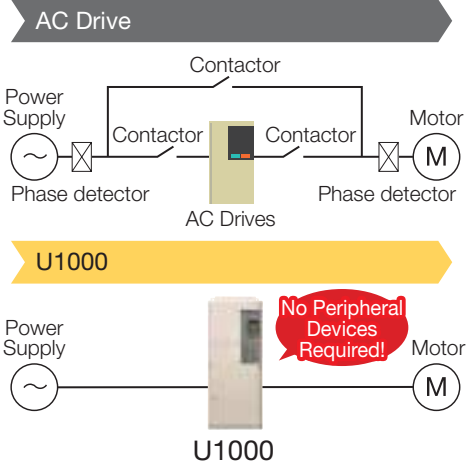 AC Drive
Contactor
Power
Supply
Contactor
Contactor
Motor
~
M
Phase detector
Phase detector
AC Drives
U1000
No Peripheral
Devices
Required!
Power
Supply
Motor
~
M
U1000